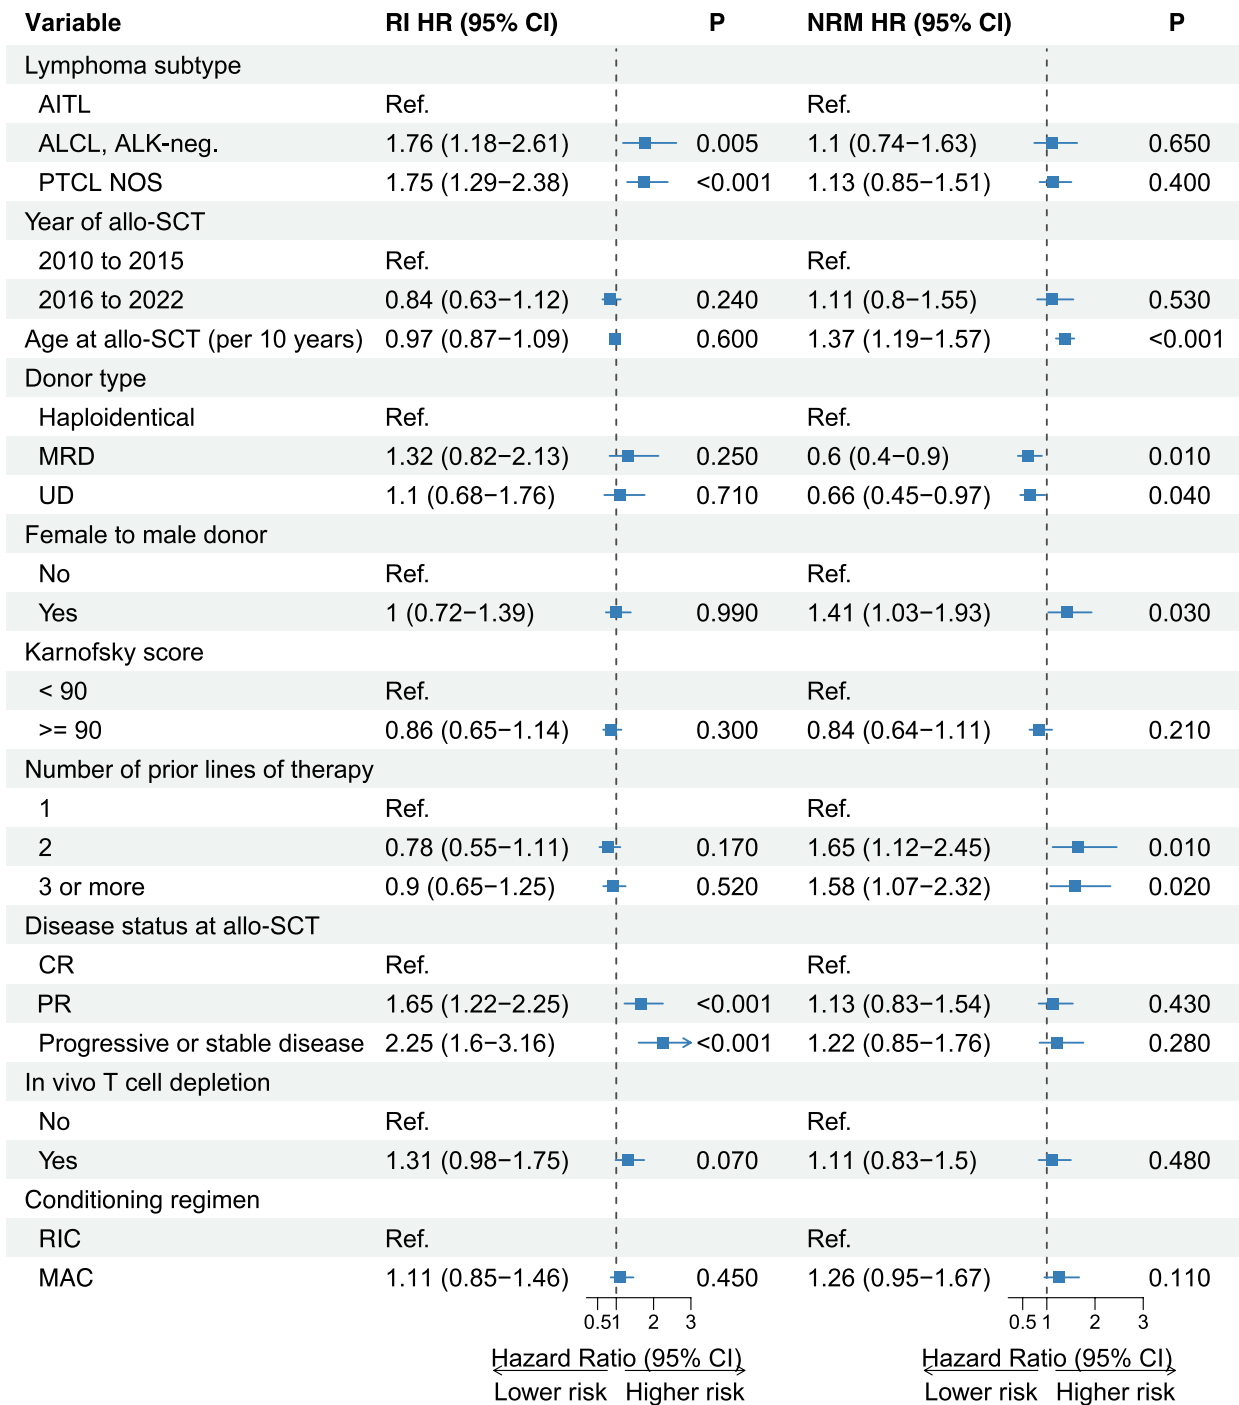 Variable RI HR (95% CI) P NRM HR (95% CI) P
Lymphoma subtype
AITL Ref. Ref.
ALCL, ALK-neg. 1.76 (1.18−2.61) 0.005 1.1 (0.74−1.63) 0.650
PTCL NOS 1.75 (1.29−2.38) <0.001 1.13 (0.85−1.51) 0.400
Year of allo-SCT
2010 to 2015 Ref. Ref.
2016 to 2022 0.84 (0.63−1.12) 0.240 1.11 (0.8−1.55) 0.530
Age at allo-SCT (per 10 years) 0.97 (0.87−1.09) 0.600 1.37 (1.19−1.57) <0.001
Donor type
Haploidentical Ref. Ref.
MRD 1.32 (0.82−2.13) 0.250 0.6 (0.4−0.9) 0.010
UD 1.1 (0.68−1.76) 0.710 0.66 (0.45−0.97) 0.040
Female to male donor
No Ref. Ref.
Yes 1 (0.72−1.39) 0.990 1.41 (1.03−1.93) 0.030
Karnofsky score
< 90 Ref. Ref.
>= 90 0.86 (0.65−1.14) 0.300 0.84 (0.64−1.11) 0.210
Number of prior lines of therapy
1 Ref. Ref.
2 0.78 (0.55−1.11) 0.170 1.65 (1.12−2.45) 0.010
3 or more 0.9 (0.65−1.25) 0.520 1.58 (1.07−2.32) 0.020
Disease status at allo-SCT
CR Ref. Ref.
PR 1.65 (1.22−2.25) <0.001 1.13 (0.83−1.54) 0.430
Progressive or stable disease 2.25 (1.6−3.16) <0.001 1.22 (0.85−1.76) 0.280
In vivo T cell depletion
No Ref. Ref.
Yes 1.31 (0.98−1.75) 0.070 1.11 (0.83−1.5) 0.480
Conditioning regimen
RIC Ref. Ref.
MAC 1.11 (0.85−1.46) 0.450 1.26 (0.95−1.67) 0.110
0.5 1 2 3 0.5 1 2 3
Hazard Ratio (95% CI) Hazard Ratio (95% CI)
Lower risk Higher risk Lower risk Higher risk